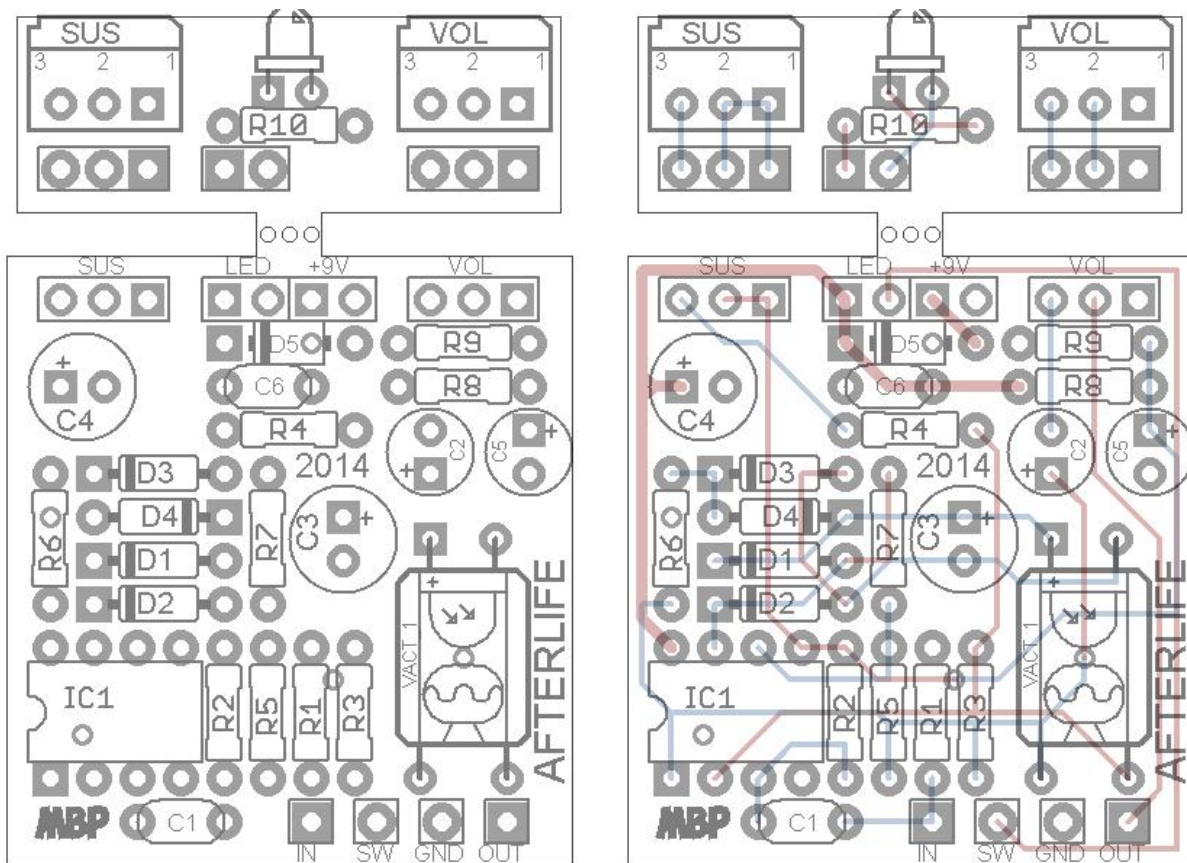 SUS
VOL
3 2 1
3 2 1
R10
SUS
LED
+9V
VOL
D5
R9
+
C4
C6
R8
R4
C2
C5
+
+
D3
2014
D4
R6
R7
C3
+
D1
D2
+
VACT 1
AFTERLIFE
IC1
R2
R5
R1
R3
MBP
C1
IN
SW
GND
OUT
SUS
VOL
3 2 1
3 2 1
R10
SUS
LED
+9V
VOL
D5
R9
+
C4
C6
R8
R4
C2
C5
+
+
D3
2014
D4
R6
R7
C3
+
D1
D2
+
VACT 1
AFTERLIFE
IC1
R2
R5
R1
R3
MBP
C1
IN
SW
GND
OUT